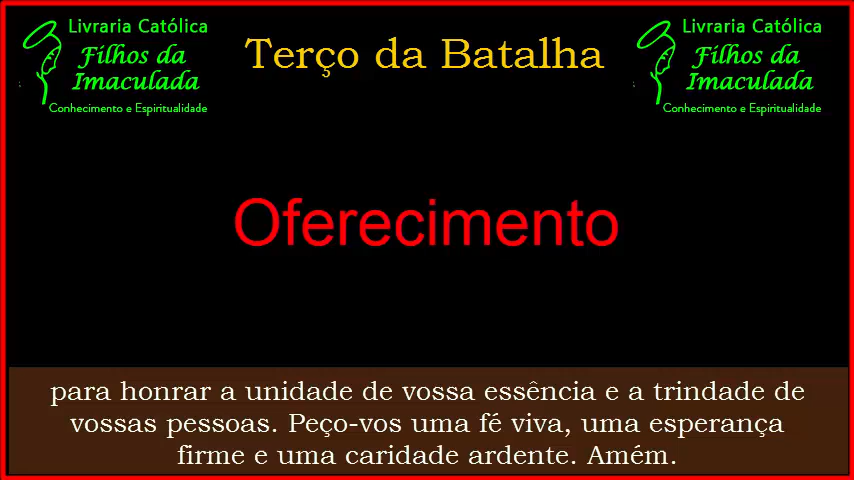 Livraria Católica
Filhos da
Imaculada
Conhecimento e Espiritualidade
Terço da Batalha
Livraria Católica
Filhos da
Imaculada
Conhecimento e Espiritualidade
Oferecimento
para honrar a unidade de vossa essência e a trindade de
vossas pessoas. Peço-vos uma fé viva, uma esperança
firme e uma caridade ardente. Amém.